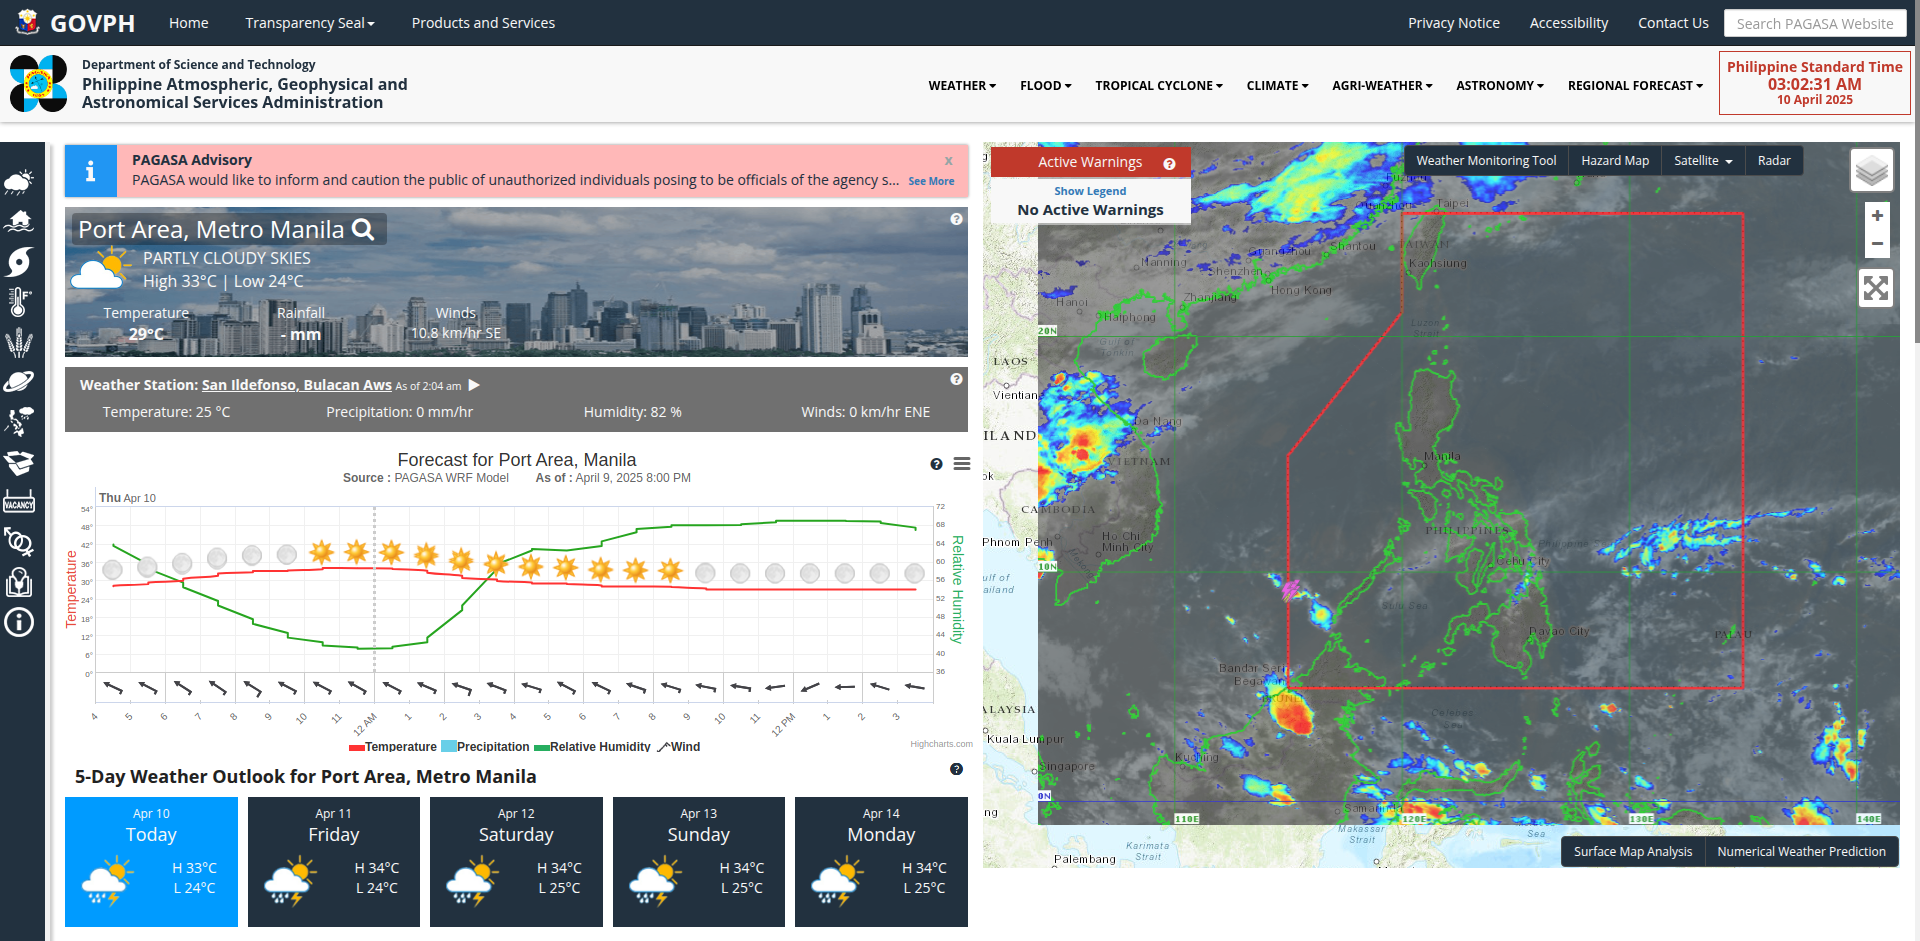 GOVPH
Home
Transparency Seal
Products and Services
Privacy Notice
Accessibility
Contact Us
Search PAGASA Website
Department of Science and Technology
Philippine Atmospheric, Geophysical and
Astronomical Services Administration
WEATHER
FLOOD
TROPICAL CYCLONE
CLIMATE
AGRI-WEATHER
ASTRONOMY
REGIONAL FORECAST
Philippine Standard Time
03:02:31 AM
10 April 2025
PAGASA Advisory
x
PAGASA would like to inform and caution the public of unauthorized individuals posing to be officials of the agency s... See More
Port Area, Metro Manila
PARTLY CLOUDY SKIES
High 33°C | Low 24°C
Temperature Rainfall Winds
29°C - mm 10.8 km/hr SE
Weather Station: San Ildefonso, Bulacan Aws As of 2:04 am
Temperature: 25 °C Precipitation: 0 mm/hr Humidity: 82 % Winds: 0 km/hr ENE
Forecast for Port Area, Manila
Source : PAGASA WRF Model As of : April 9, 2025 8:00 PM
Thu Apr 10
54°
48°
42°
36°
30°
24°
18°
12°
6°
0°
Temperature
72
68
64
60
56
52
48
44
40
36
Relative Humidity
4 5 6 7 8 9 10 11 12 AM 1 2 3 4 5 6 7 8 9 10 11 12 PM 1 2 3
Temperature Precipitation Relative Humidity Wind
Highcharts.com
5-Day Weather Outlook for Port Area, Metro Manila
Apr 10
Today
H 33°C
L 24°C
Apr 11
Friday
H 34°C
L 24°C
Apr 12
Saturday
H 34°C
L 25°C
Apr 13
Sunday
H 34°C
L 25°C
Apr 14
Monday
H 34°C
L 25°C
VACANCY
Active Warnings
Show Legend
No Active Warnings
Weather Monitoring Tool
Hazard Map
Satellite
Radar
+
−
Quanzhou
Taipei
TAIWAN
Kaohsiung
Guangzhou
Shantou
Nanning
Shenzhen
Hong Kong
Zhanjiang
Hanoi
Haiphong
20N
Gulf of
Tonkin
Luzon
Strait
LAOS
Vientian
Da Nang
ILAND
VIETNAM
ok
CAMBODIA
Phnom Penh
Ho Chi
Minh City
10N
ulf of
ailand
Manila
PHILIPPINES
Cebu City
Sulu Sea
Davao City
PALAU
Bandar Seri
Begawan
BRUNEI
ALAYSIA
Kuala Lumpur
Celebes
Sea
Kuching
Singapore
0N
Samarinda
ng
110E
120E
130E
140E
Palembang
Karimata
Strait
Makassar
Strait
Sea
Surface Map Analysis
Numerical Weather Prediction